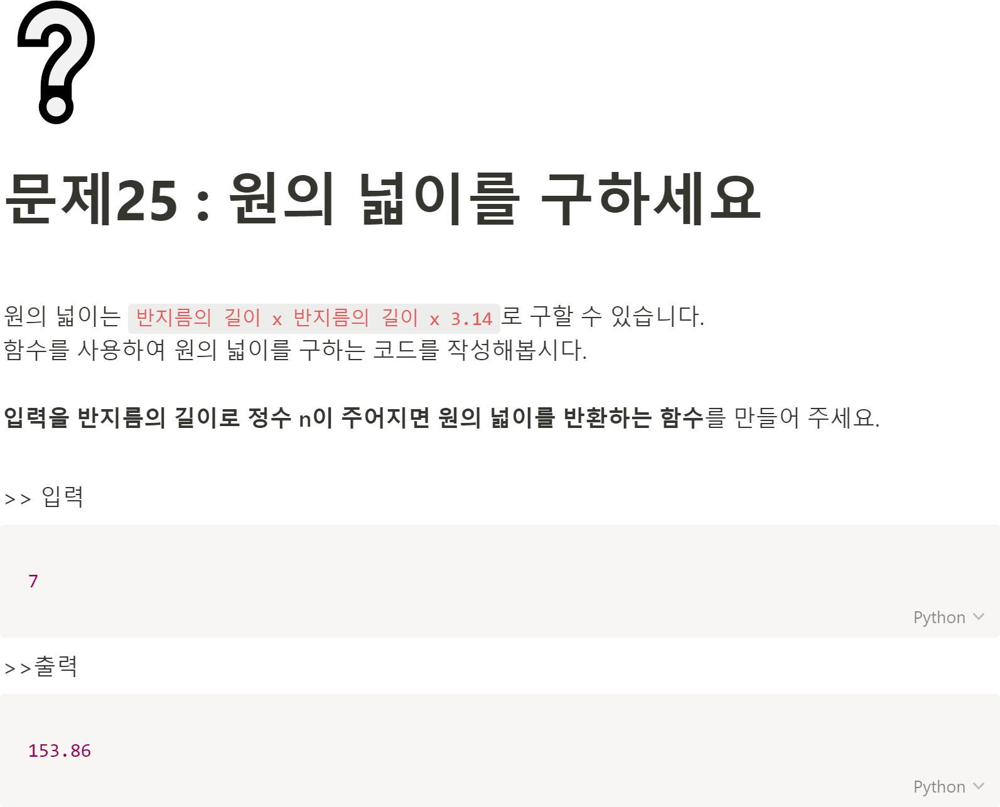 문제25 : 원의 넓이를 구하세요
원의 넓이는 반지름의 길이 x 반지름의 길이 x 3.14로 구할 수 있습니다.
함수를 사용하여 원의 넓이를 구하는 코드를 작성해봅시다.
입력을 반지름의 길이로 정수 n이 주어지면 원의 넓이를 반환하는 함수를 만들어 주세요.
>> 입력
7
Python
>>출력
153.86
Python